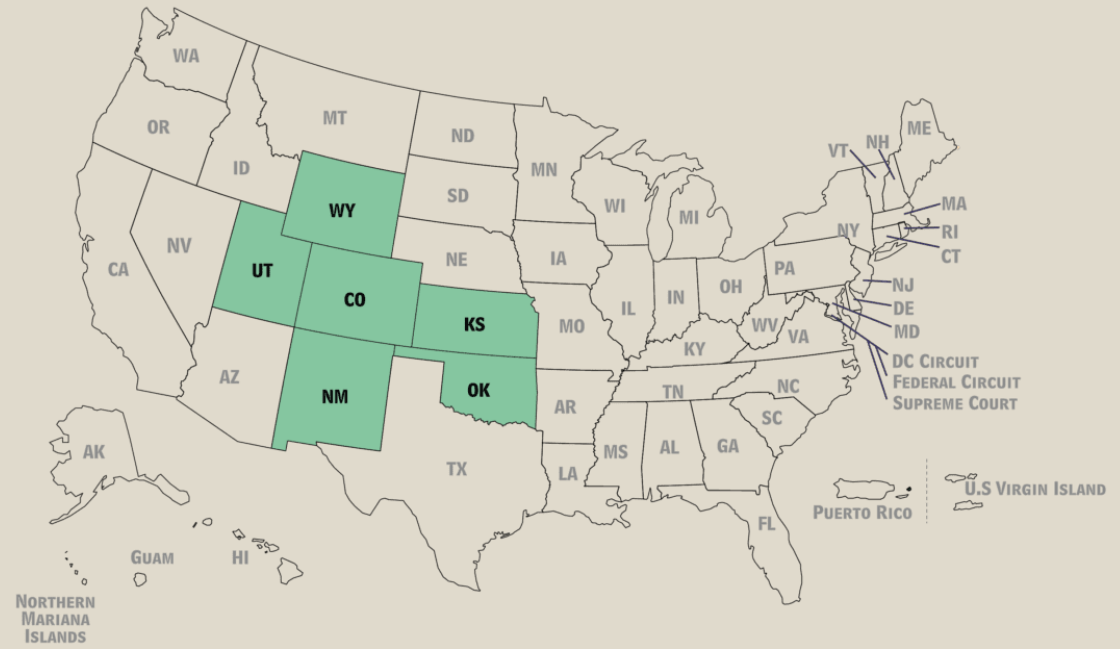 WA
OR
ID
MT
ND
MN
SD
WY
NE
IA
WI
MI
NV
CA
UT
CO
KS
MO
IL
IN
OH
PA
NY
VT
NH
ME
MA
RI
CT
NJ
DE
MD
DC CIRCUIT
FEDERAL CIRCUIT
SUPREME COURT
WV
VA
KY
AZ
NM
OK
AR
TN
NC
SC
TX
LA
MS
AL
GA
FL
AK
HI
GUAM
NORTHERN
MARIANA
ISLANDS
PUERTO RICO
U.S VIRGIN ISLAND